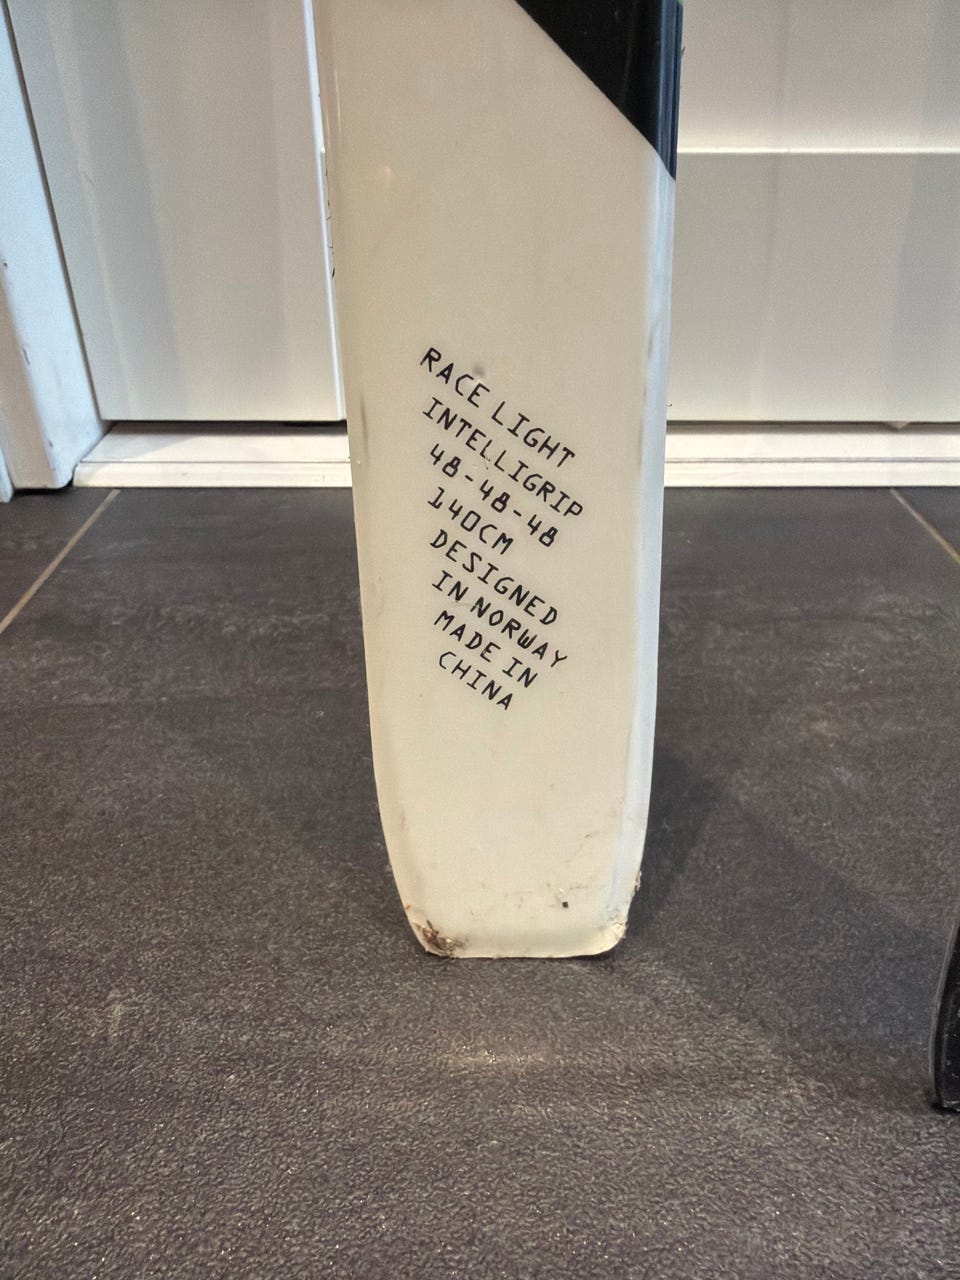 RACE LIGHT
INTELLIGRIP
48-48-48
140CM
DESIGNED
IN NORWAY
MADE IN
CHINA